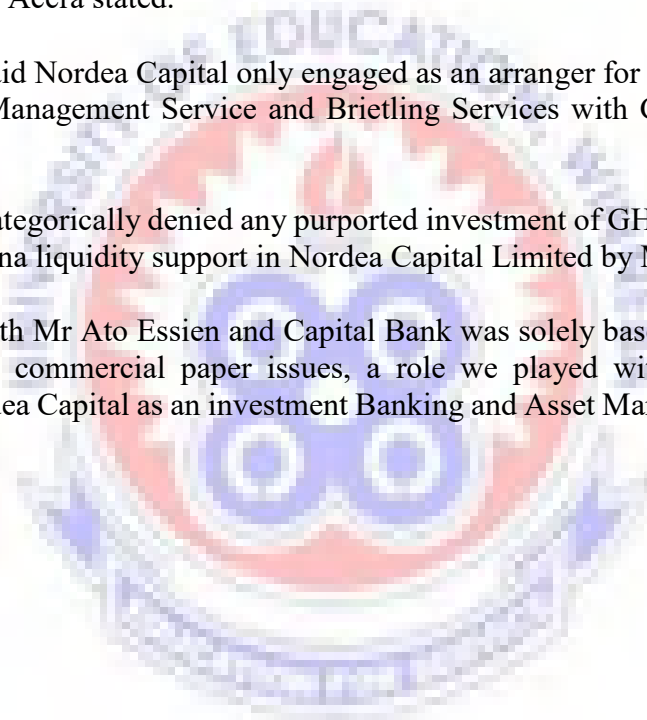 Accra stated.
id Nordea Capital only engaged as an arranger for
Management Service and Brietling Services with
ategorically denied any purported investment of GH
na liquidity support in Nordea Capital Limited by
th Mr Ato Essien and Capital Bank was solely bas
commercial paper issues, a role we played wi
ea Capital as an investment Banking and Asset Ma
OF EDUCATION